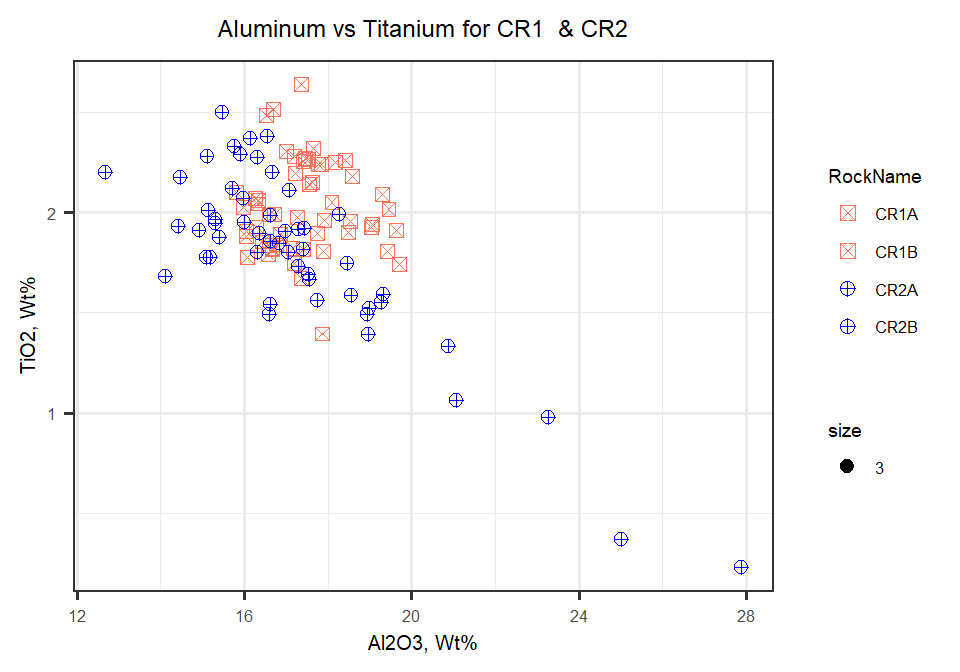 Aluminum vs Titanium for CR1  & CR2
TiO2, Wt%
2
1
12
16
20
24
28
Al2O3, Wt%
RockName
CR1A
CR1B
CR2A
CR2B
size
3